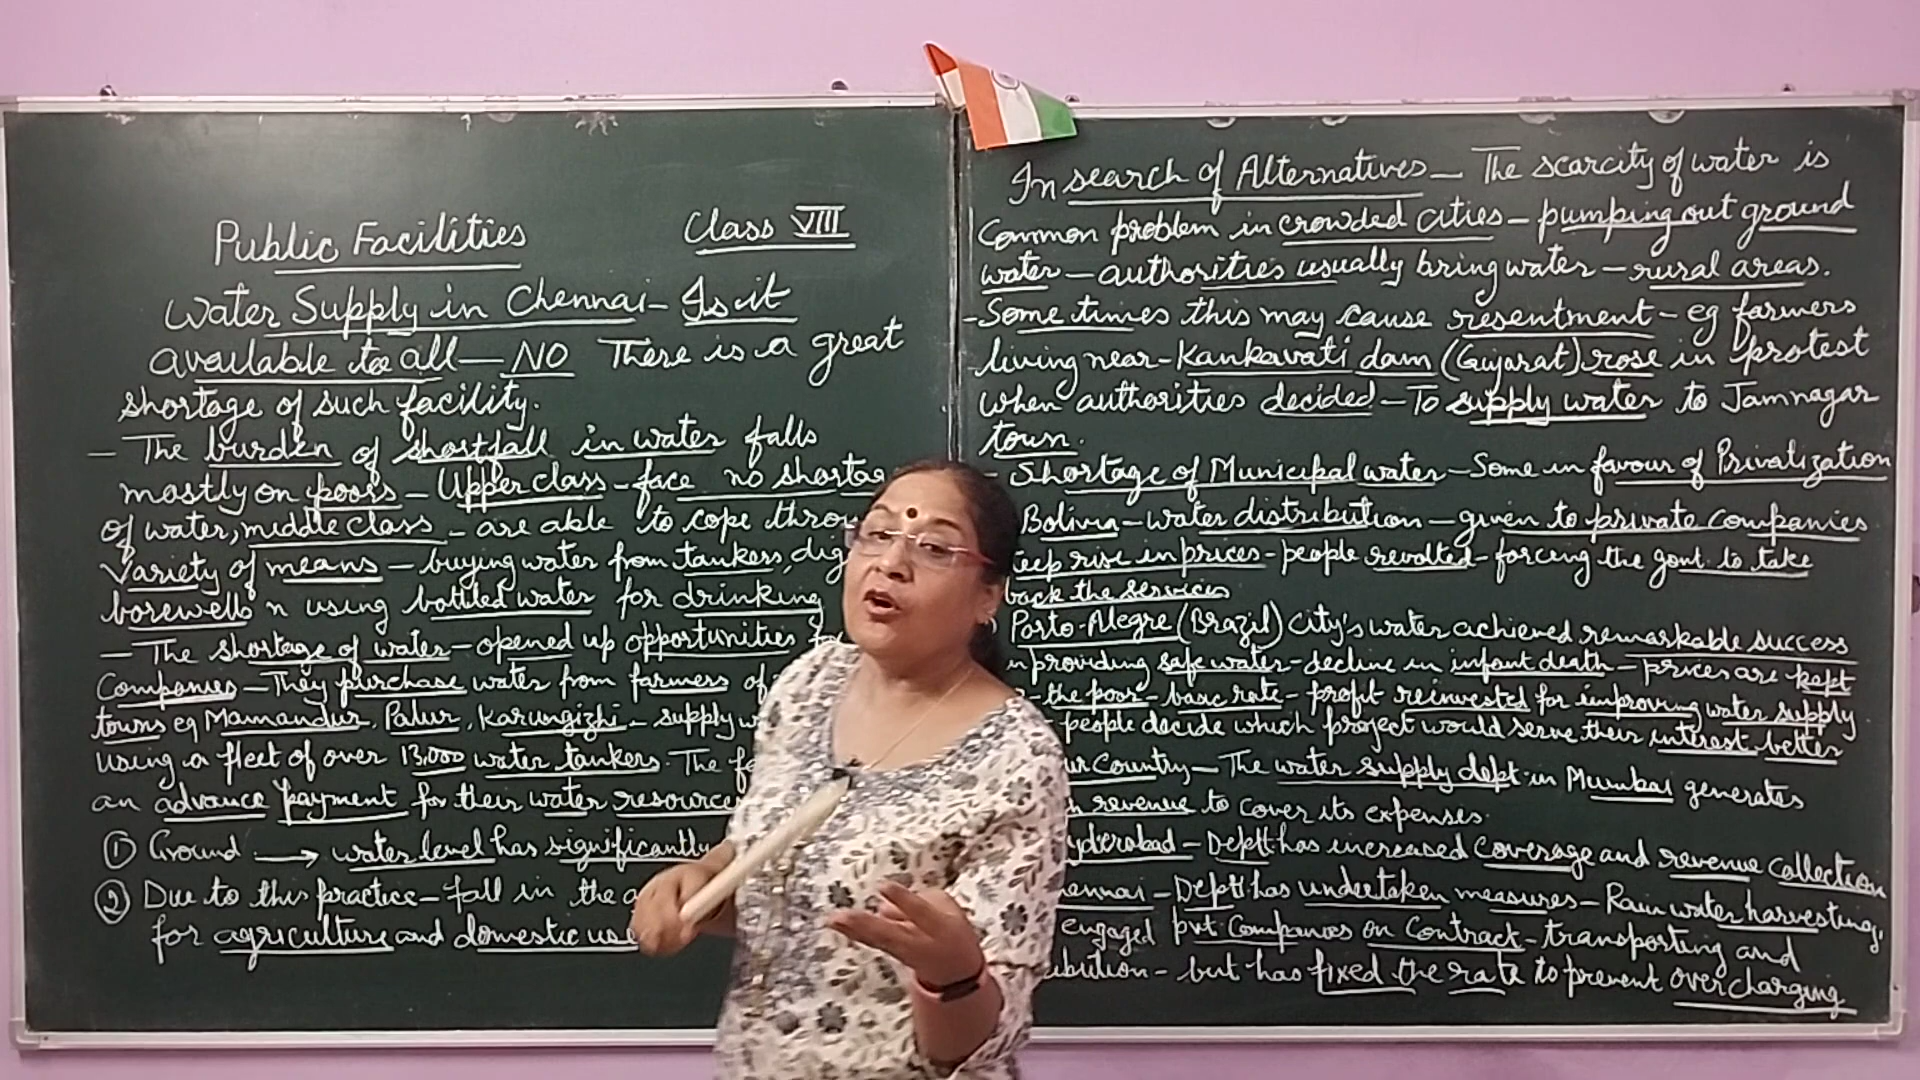 Public Facilities Class VIII
Water Supply in Chennai - Is it
available to all - NO There is a great
shortage of such facility.
- The burden of shortfall in water falls
mostly on poors - Upper class - face no shortage
of water, middle class - are able to cope throu
variety of means - buying water from tankers, dig
borewells n using bottled water for drinking
- The shortage of water - opened up opportunities for
Companies - They purchase water from farmers of
towns eg Mamandur, Palur, Karungizhi - supply w
using a fleet of over 13,000 water tankers. The fa
an advance payment for their water resources
① Ground → water level has significantly
② Due to this practice - fall in the a
for agriculture and domestic use
In search of Alternatives - The scarcity of water is
Common problem in crowded cities - pumping out ground
water - authorities usually bring water - rural areas.
- Some times this may cause resentment - eg farmers
living near - Kankavati dam (Gujarat) rose in protest
when authorities decided - To supply water to Jamnagar
town.
- Shortage of Municipal water - Some in favour of Privatization
Bolivia - water distribution - given to private companies
eep rise in prices - people revolted - forcing the govt. to take
back the services
Porto-Alegre (Brazil) City's water achieved remarkable success
in providing safe water - decline in infant death - prices are kept
- the poor - basic rate - profit reinvested for improving water supply
people decide which project would serve their interest better
ur Country - The water supply dept in Mumbai generates
h revenue to cover its expenses.
yderabad - Deptt has increased coverage and revenue collection
ennai - Deptt has undertaken measures - Rain water harvesting,
engaged pvt Companies on Contract - transporting and
ibution - but has fixed the rate to prevent over charging